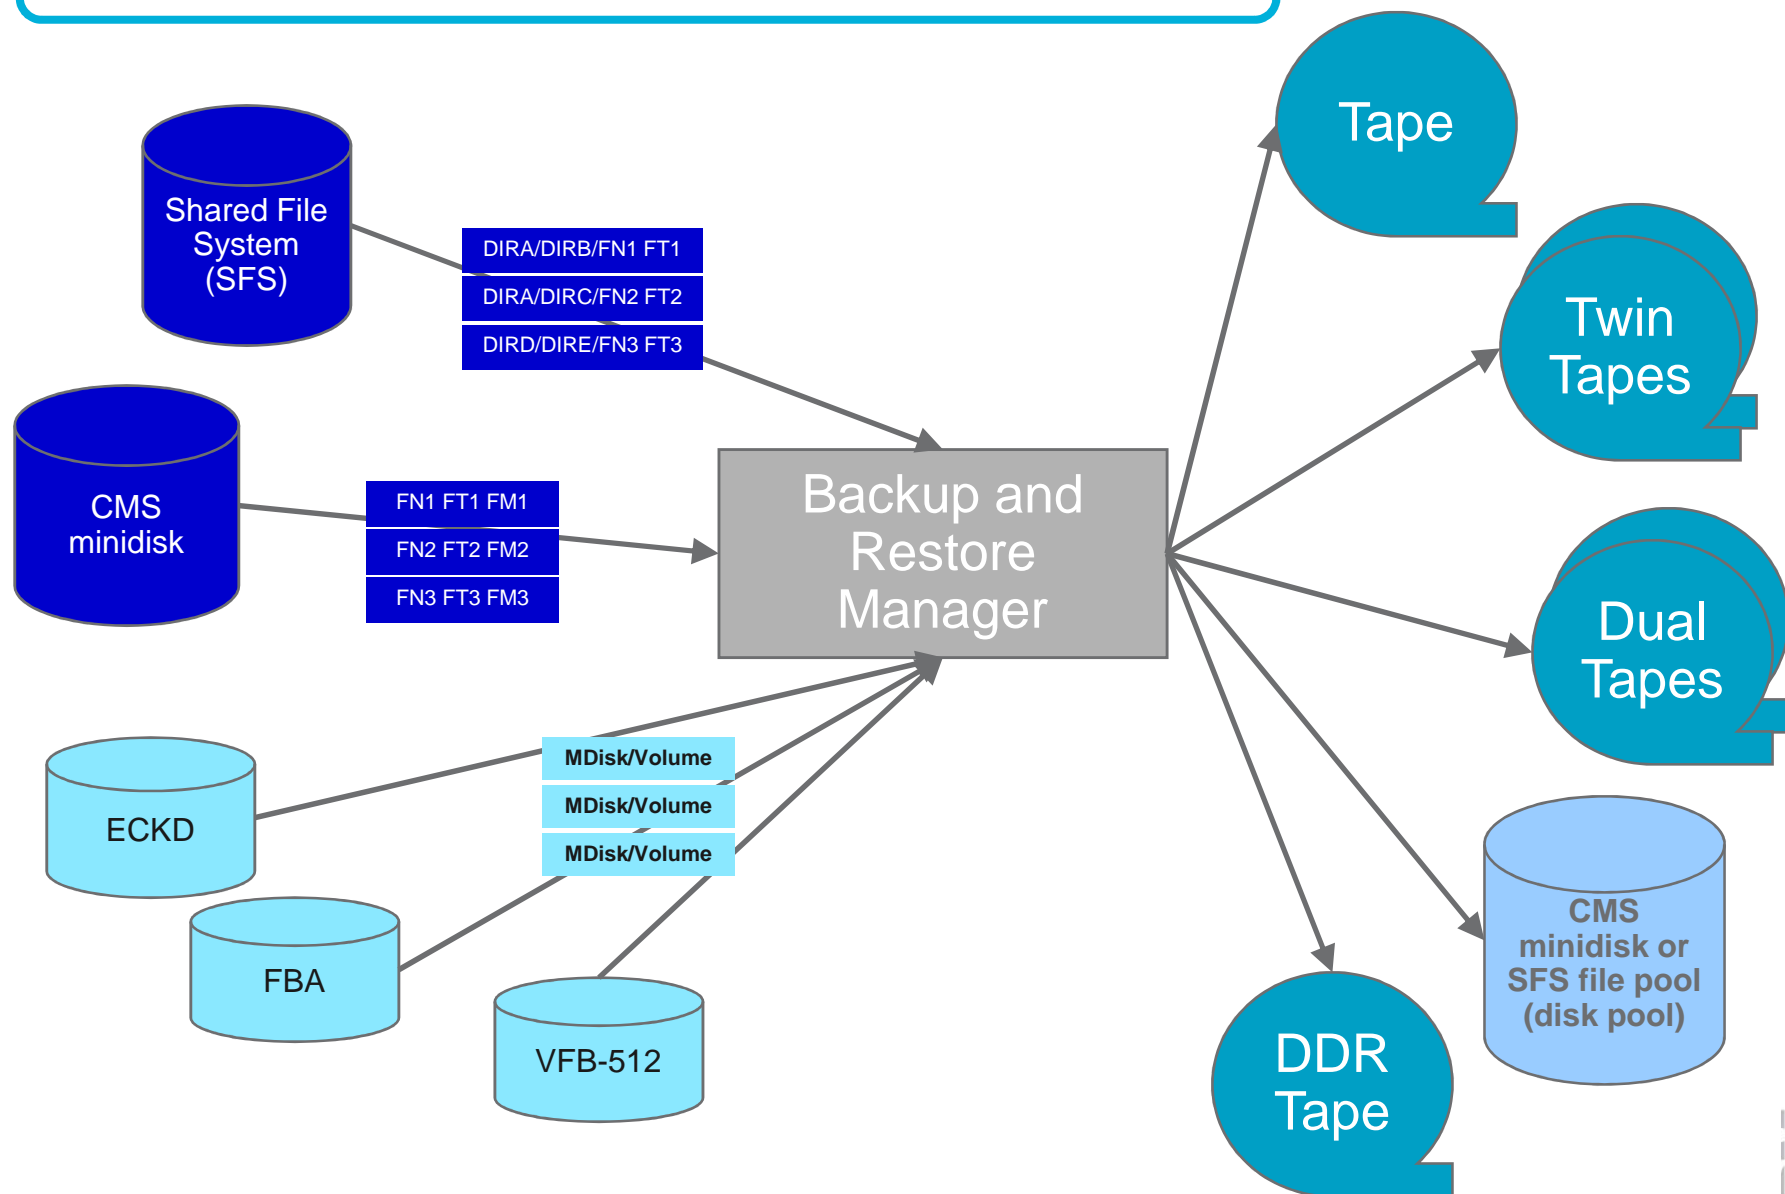 Tape
Shared File
System
(SFS)
DIRA/DIRB/FN1 FT1
DIRA/DIRC/FN2 FT2
DIRD/DIRE/FN3 FT3
Twin
Tapes
CMS
minidisk
FN1 FT1 FM1
FN2 FT2 FM2
FN3 FT3 FM3
Backup and
Restore
Manager
Dual
Tapes
ECKD
MDisk/Volume
MDisk/Volume
MDisk/Volume
FBA
VFB-512
CMS
minidisk or
SFS file pool
(disk pool)
DDR
Tape